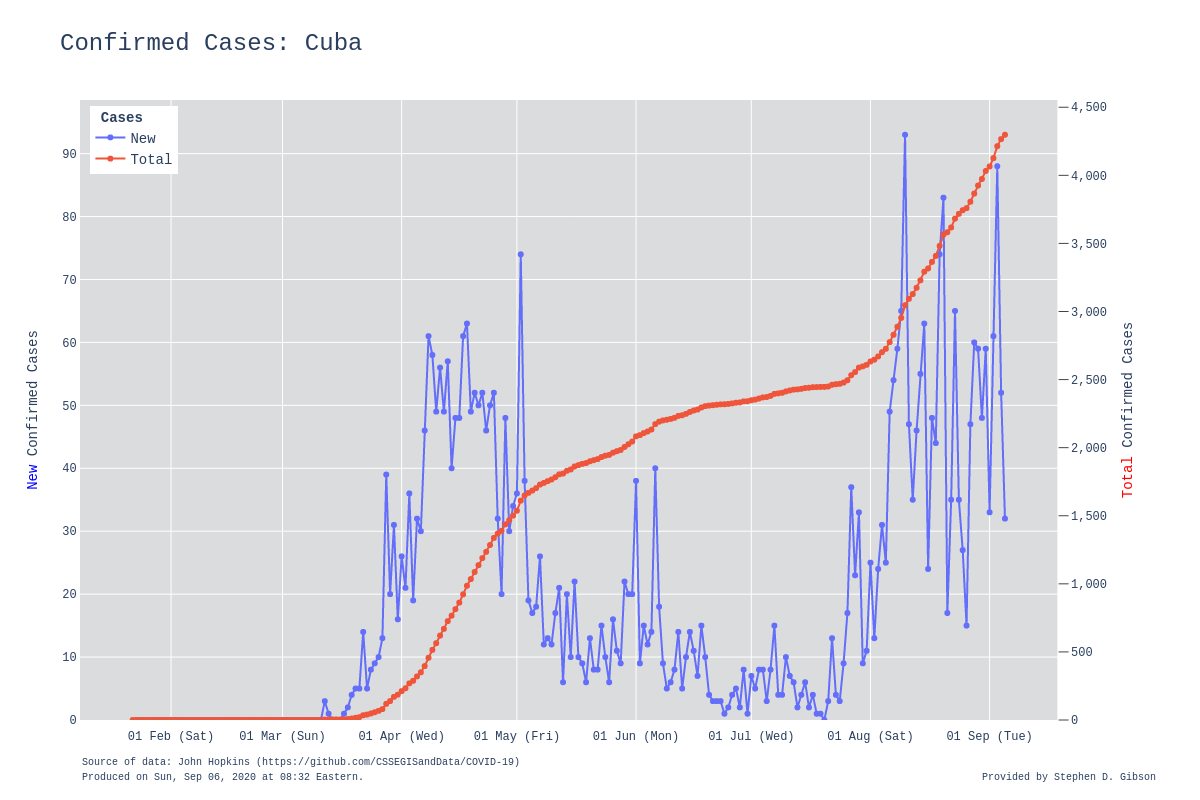 Confirmed Cases: Cuba
Cases
New
Total
90
80
70
60
50
40
30
20
10
0
New Confirmed Cases
4,500
4,000
3,500
3,000
2,500
2,000
1,500
1,000
500
0
Total Confirmed Cases
01 Feb (Sat) 01 Mar (Sun) 01 Apr (Wed) 01 May (Fri) 01 Jun (Mon) 01 Jul (Wed) 01 Aug (Sat) 01 Sep (Tue)
Source of data: John Hopkins (https://github.com/CSSEGISandData/COVID-19)
Produced on Sun, Sep 06, 2020 at 08:32 Eastern.
Provided by Stephen D. Gibson